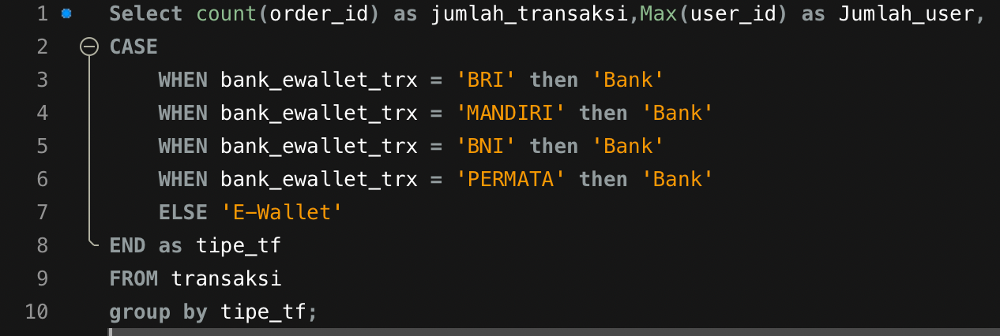 1 Select count(order_id) as jumlah_transaksi,Max(user_id) as Jumlah_user,
2 CASE
3 WHEN bank_ewallet_trx = 'BRI' then 'Bank'
4 WHEN bank_ewallet_trx = 'MANDIRI' then 'Bank'
5 WHEN bank_ewallet_trx = 'BNI' then 'Bank'
6 WHEN bank_ewallet_trx = 'PERMATA' then 'Bank'
7 ELSE 'E-Wallet'
8 END as tipe_tf
9 FROM transaksi
10 group by tipe_tf;